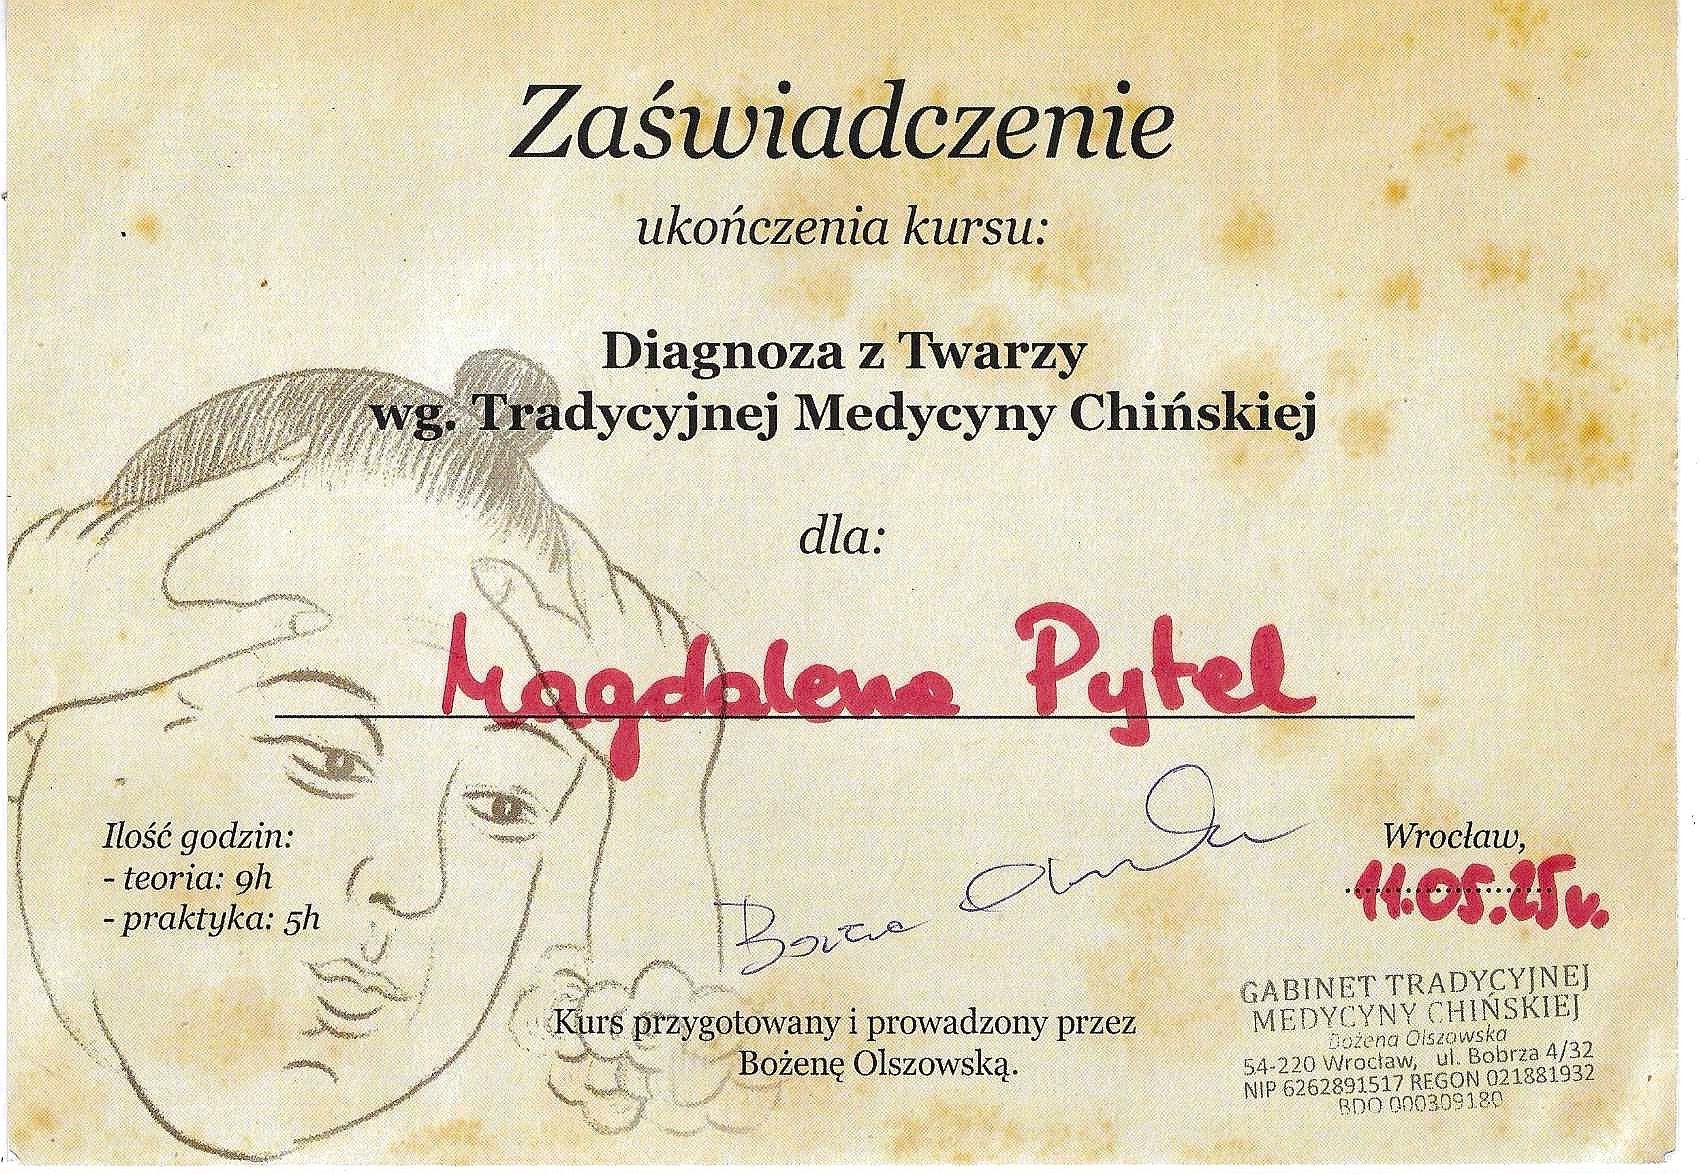 Zaświadczenie
ukończenia kursu:
Diagnoza z Twarzy
wg. Tradycyjnej Medycyny Chińskiej
dla:
Magdalena Pytel
Ilość godzin:
- teoria: 9h
- praktyka: 5h
Wrocław,
11.05.25r.
Kurs przygotowany i prowadzony przez
Bożenę Olszowską.
GABINET TRADYCYJNEJ
MEDYCYNY CHIŃSKIEJ
Bożena Olszowska
54-220 Wrocław, ul. Bobrza 4/32
NIP 6262891517 REGON 021881932
BDO 000309180